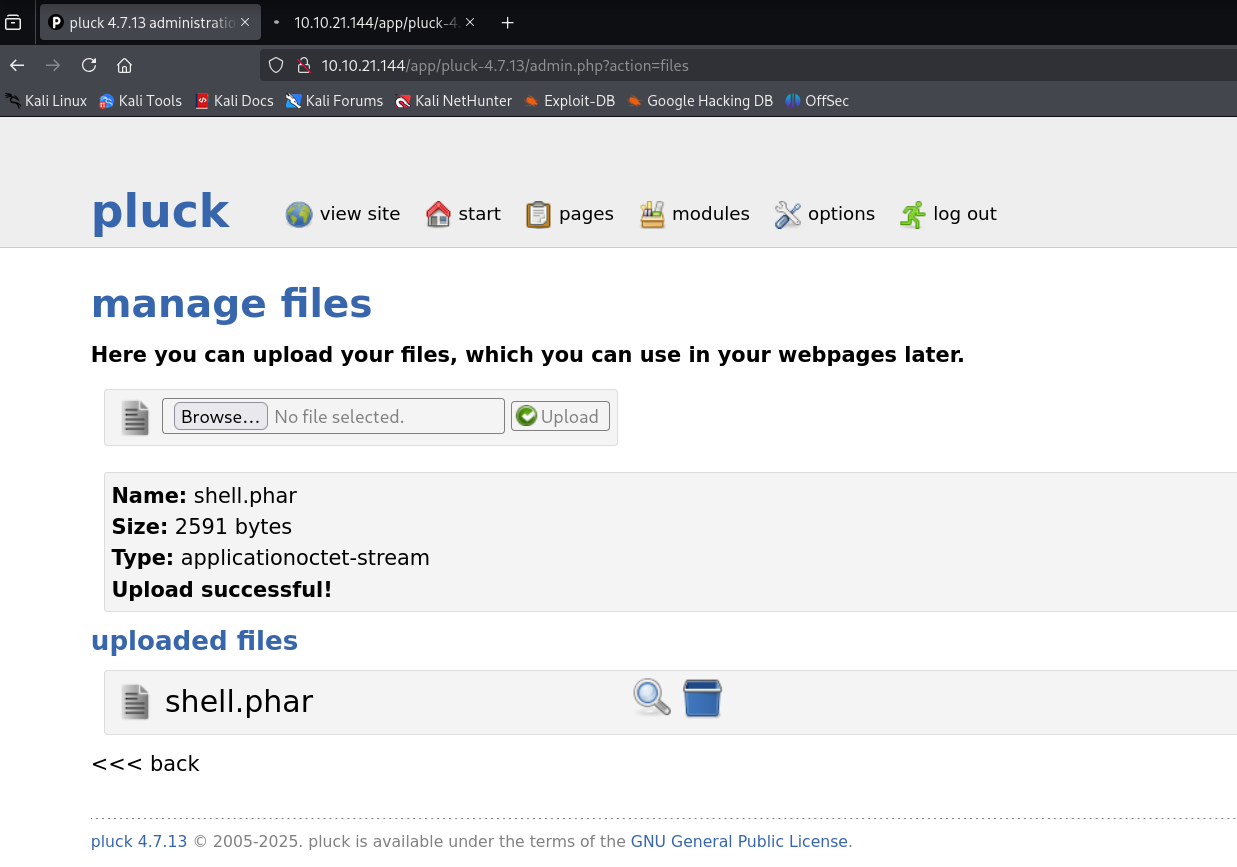 pluck 4.7.13 administratio
10.10.21.144/app/pluck-4.
10.10.21.144/app/pluck-4.7.13/admin.php?action=files
Kali Linux Kali Tools Kali Docs Kali Forums Kali NetHunter Exploit-DB Google Hacking DB OffSec
pluck view site start pages modules options log out
manage files
Here you can upload your files, which you can use in your webpages later.
Browse... No file selected. Upload
Name: shell.phar
Size: 2591 bytes
Type: applicationoctet-stream
Upload successful!
uploaded files
shell.phar
<<< back
pluck 4.7.13 © 2005-2025. pluck is available under the terms of the GNU General Public License.